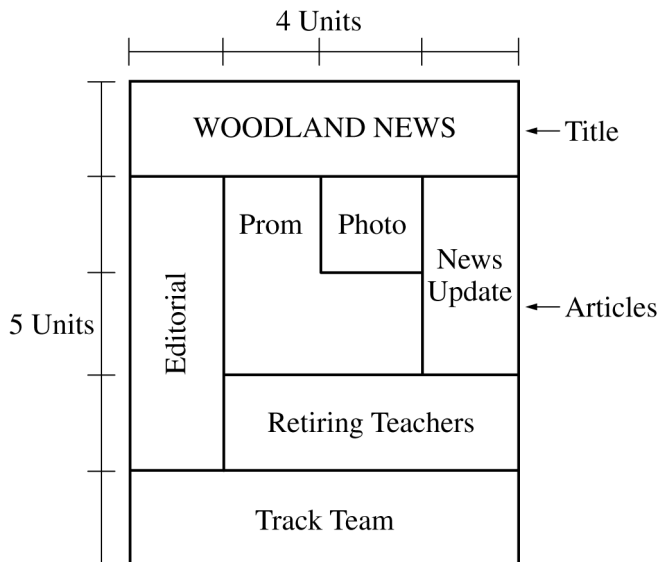 4 Units
WOODLAND NEWS
Title
Prom
Photo
News
Update
Editorial
5 Units
Articles
Retiring Teachers
Track Team